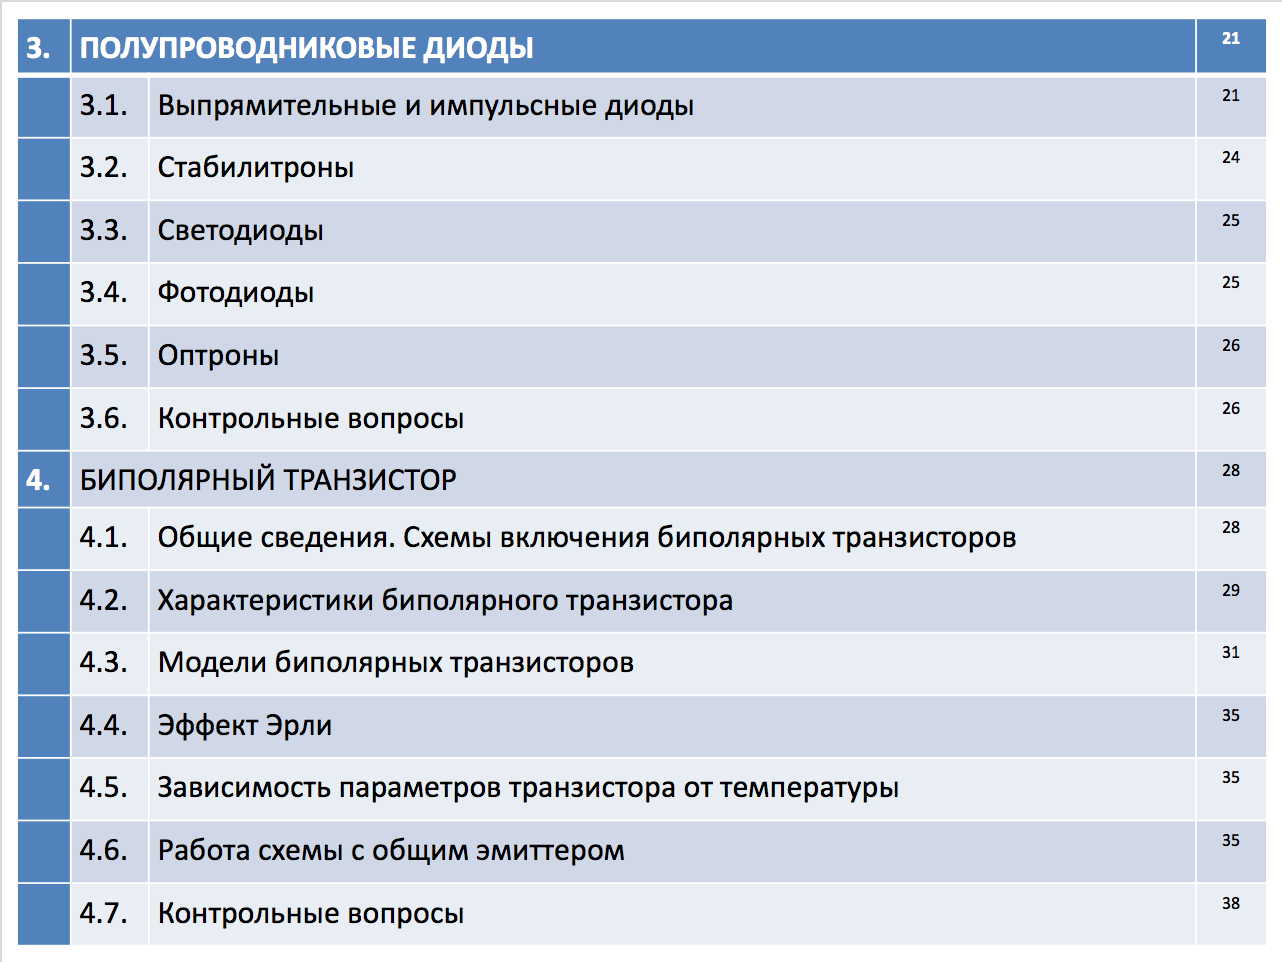 3. ПОЛУПРОВОДНИКОВЫЕ ДИОДЫ 21
3.1. Выпрямительные и импульсные диоды 21
3.2. Стабилитроны 24
3.3. Светодиоды 25
3.4. Фотодиоды 25
3.5. Оптроны 26
3.6. Контрольные вопросы 26
4. БИПОЛЯРНЫЙ ТРАНЗИСТОР 28
4.1. Общие сведения. Схемы включения биполярных транзисторов 28
4.2. Характеристики биполярного транзистора 29
4.3. Модели биполярных транзисторов 31
4.4. Эффект Эрли 35
4.5. Зависимость параметров транзистора от температуры 35
4.6. Работа схемы с общим эмиттером 35
4.7. Контрольные вопросы 38